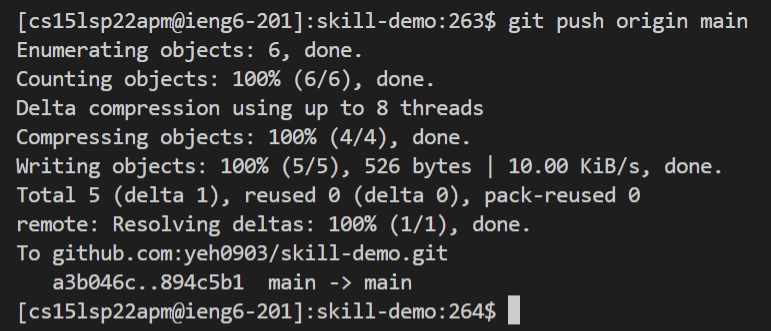 [cs15lsp22apm@ieng6-201]:skill-demo:263$ git push origin main
Enumerating objects: 6, done.
Counting objects: 100% (6/6), done.
Delta compression using up to 8 threads
Compressing objects: 100% (4/4), done.
Writing objects: 100% (5/5), 526 bytes | 10.00 KiB/s, done.
Total 5 (delta 1), reused 0 (delta 0), pack-reused 0
remote: Resolving deltas: 100% (1/1), done.
To github.com:yeh0903/skill-demo.git
   a3b046c..894c5b1  main -> main
[cs15lsp22apm@ieng6-201]:skill-demo:264$